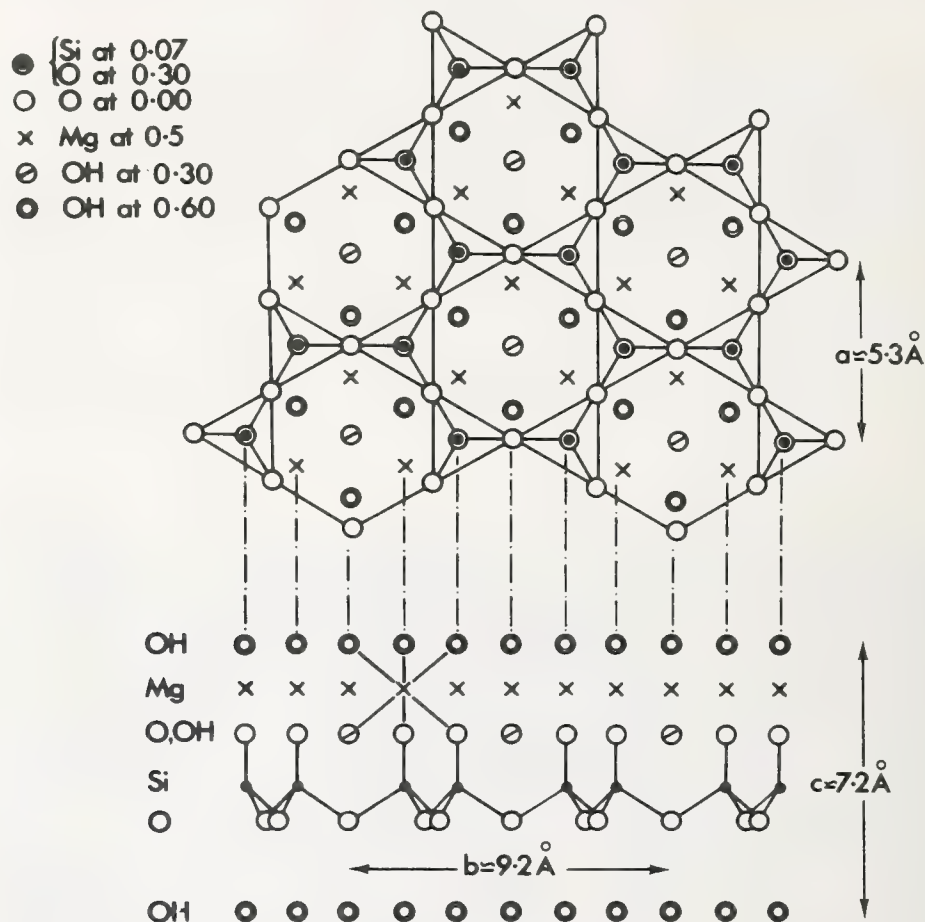 Si at 0·07
O at 0·30
O at 0·00
Mg at 0·5
OH at 0·30
OH at 0·60
a≈5·3Å
OH
Mg
O,OH
Si
c≈7·2Å
O
b≈9·2Å
OH